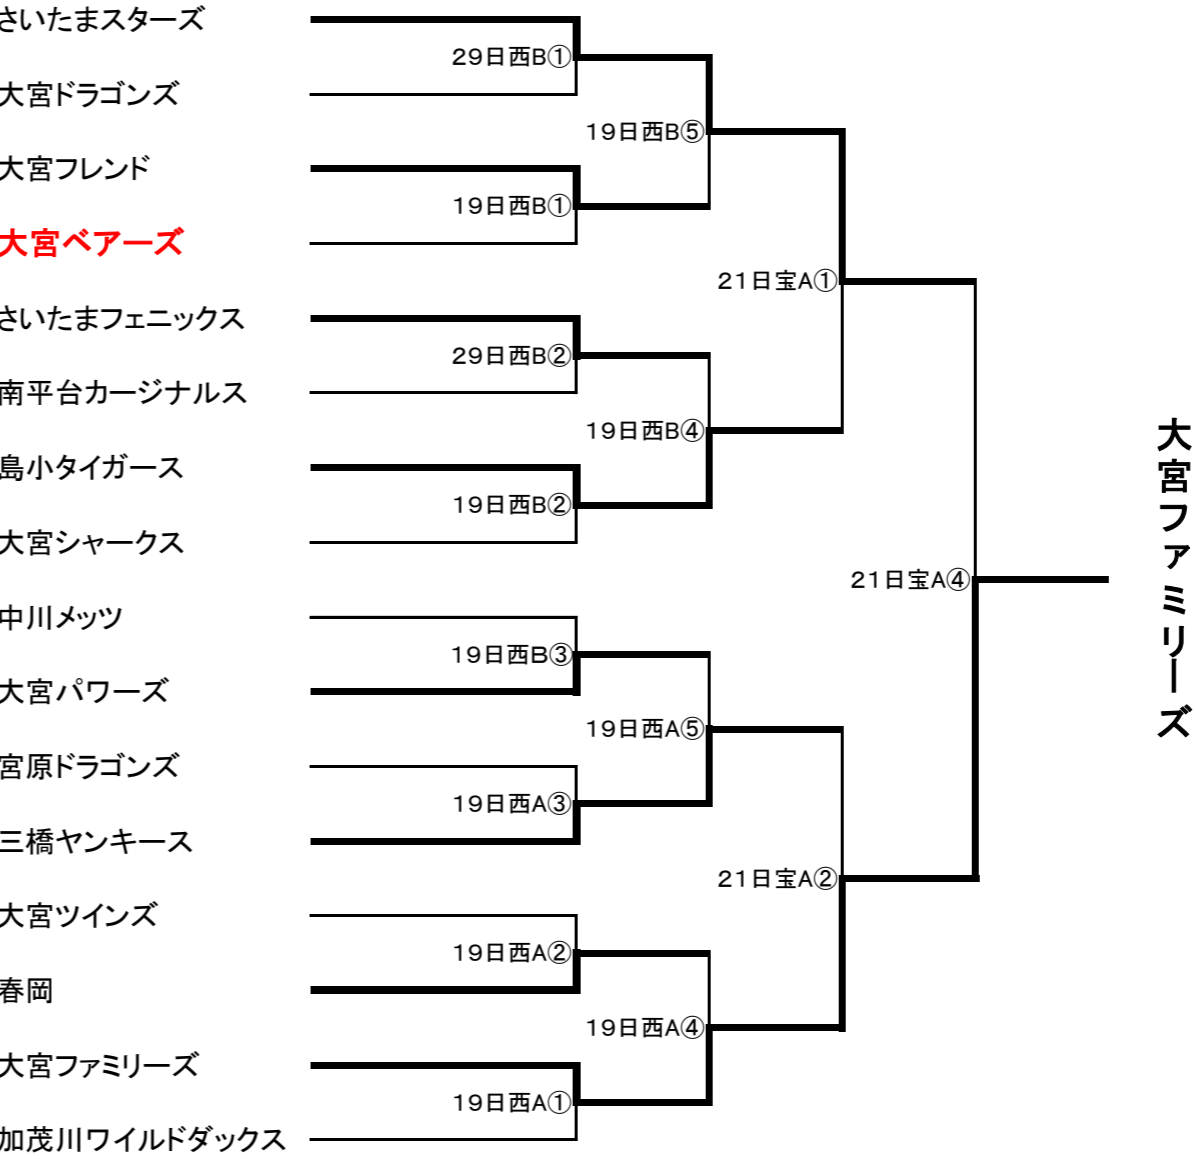 さいたまスターズ
29日西B①
大宮ドラゴンズ
19日西B⑤
大宮フレンド
19日西B①
大宮ベアーズ
21日宝A①
さいたまフェニックス
29日西B②
南平台カージナルス
19日西B④
島小タイガース
19日西B②
大宮シャークス
21日宝A④
大宮ファミリーズ
中川メッツ
19日西B③
大宮パワーズ
19日西A⑤
宮原ドラゴンズ
19日西A③
三橋ヤンキース
21日宝A②
大宮ツインズ
19日西A②
春岡
19日西A④
大宮ファミリーズ
19日西A①
加茂川ワイルドダックス